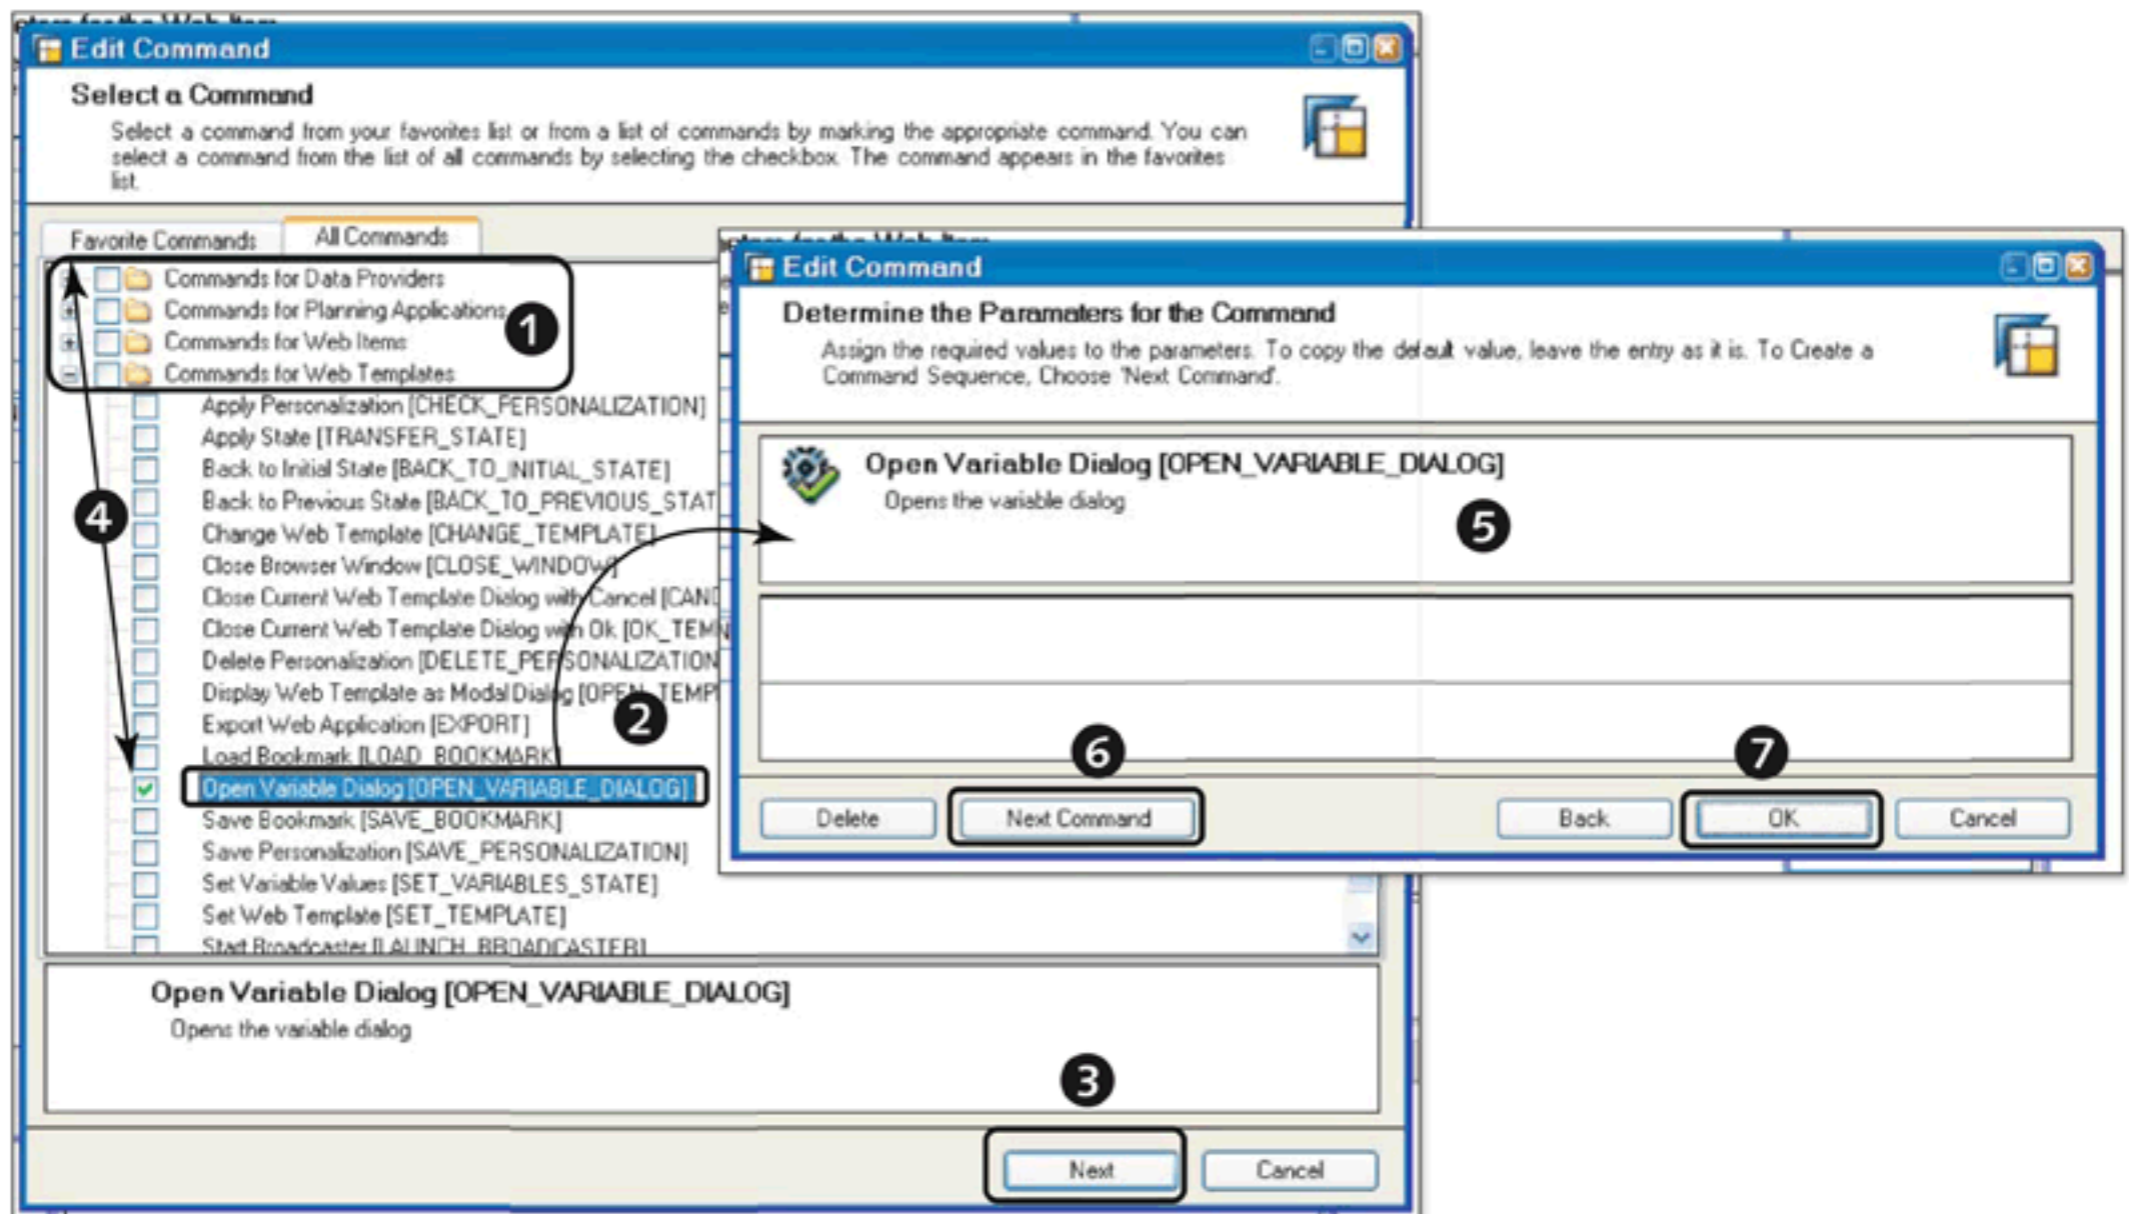 Edit Command
Select a Command
Select a command from your favorites list or from a list of commands by marking the appropriate command. You can
select a command from the list of all commands by selecting the checkbox. The command appears in the favorites
list.
Favorite Commands
All Commands
Commands for Data Providers
Commands for Planning Applications
Commands for Web Items
Commands for Web Templates
1
Apply Personalization [CHECK_PERSONALIZATION]
Apply State [TRANSFER_STATE]
Back to Initial State [BACK_TO_INITIAL_STATE]
Back to Previous State [BACK_TO_PREVIOUS_STAT
Change Web Template [CHANGE_TEMPLATE]
Close Browser Window [CLOSE_WINDOW]
Close Current Web Template Dialog with Cancel [CANC
Close Current Web Template Dialog with Ok [OK_TEM
Delete Personalization [DELETE_PERSONALIZATION
Display Web Template as Modal Dialog [OPEN_TEMP
Export Web Application [EXPORT]
Load Bookmark [LOAD_BOOKMARK]
Open Variable Dialog [OPEN_VARIABLE_DIALOG]
Save Bookmark [SAVE_BOOKMARK]
Save Personalization [SAVE_PERSONALIZATION]
Set Variable Values [SET_VARIABLES_STATE]
Set Web Template [SET_TEMPLATE]
Start Broadcaster [LAUNCH_BROADCASTER]
4
2
Open Variable Dialog [OPEN_VARIABLE_DIALOG]
Opens the variable dialog
3
Next
Cancel
Edit Command
Determine the Paramaters for the Command
Assign the required values to the parameters. To copy the default value, leave the entry as it is. To Create a
Command Sequence, Choose 'Next Command'.
Open Variable Dialog [OPEN_VARIABLE_DIALOG]
Opens the variable dialog
5
6
7
Delete
Next Command
Back
OK
Cancel